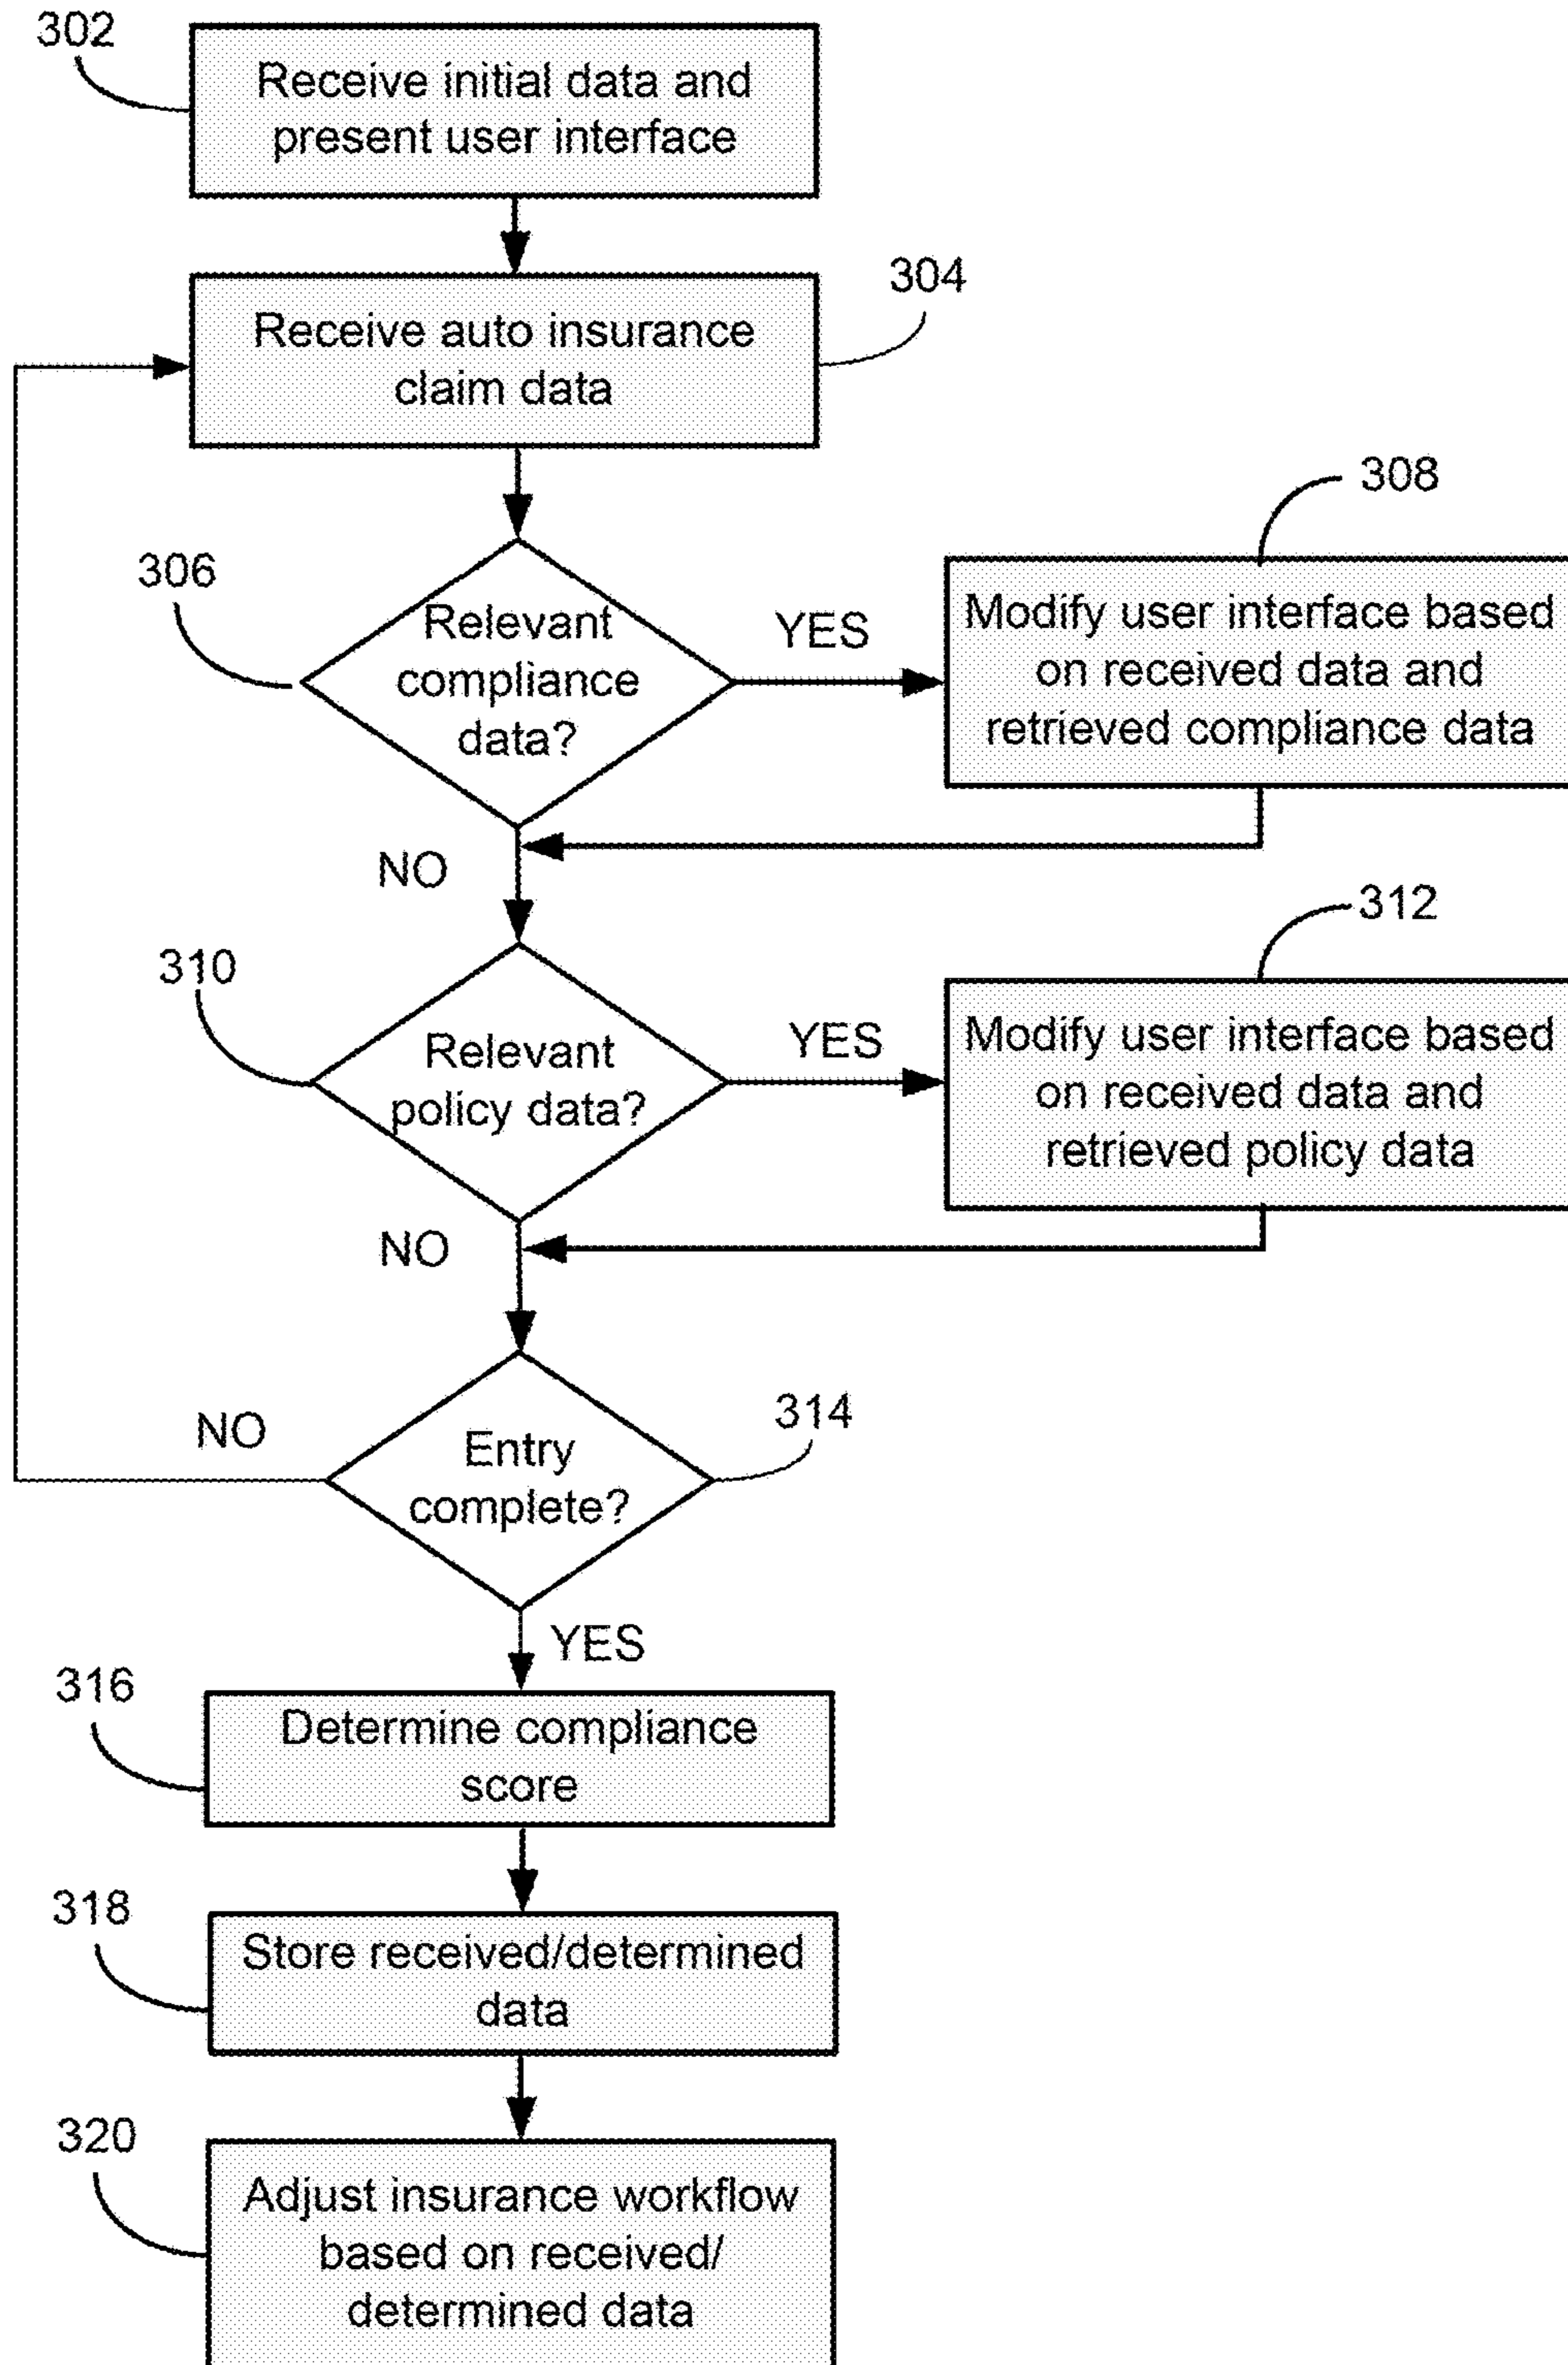 302
Receive initial data and
present user interface
304
Receive auto insurance
claim data
306
Relevant
compliance
data?
YES
308
Modify user interface based
on received data and
retrieved compliance data
NO
310
Relevant
policy data?
YES
312
Modify user interface based
on received data and
retrieved policy data
NO
314
Entry
complete?
NO
YES
316
Determine compliance
score
318
Store received/determined
data
320
Adjust insurance workflow
based on received/
determined data